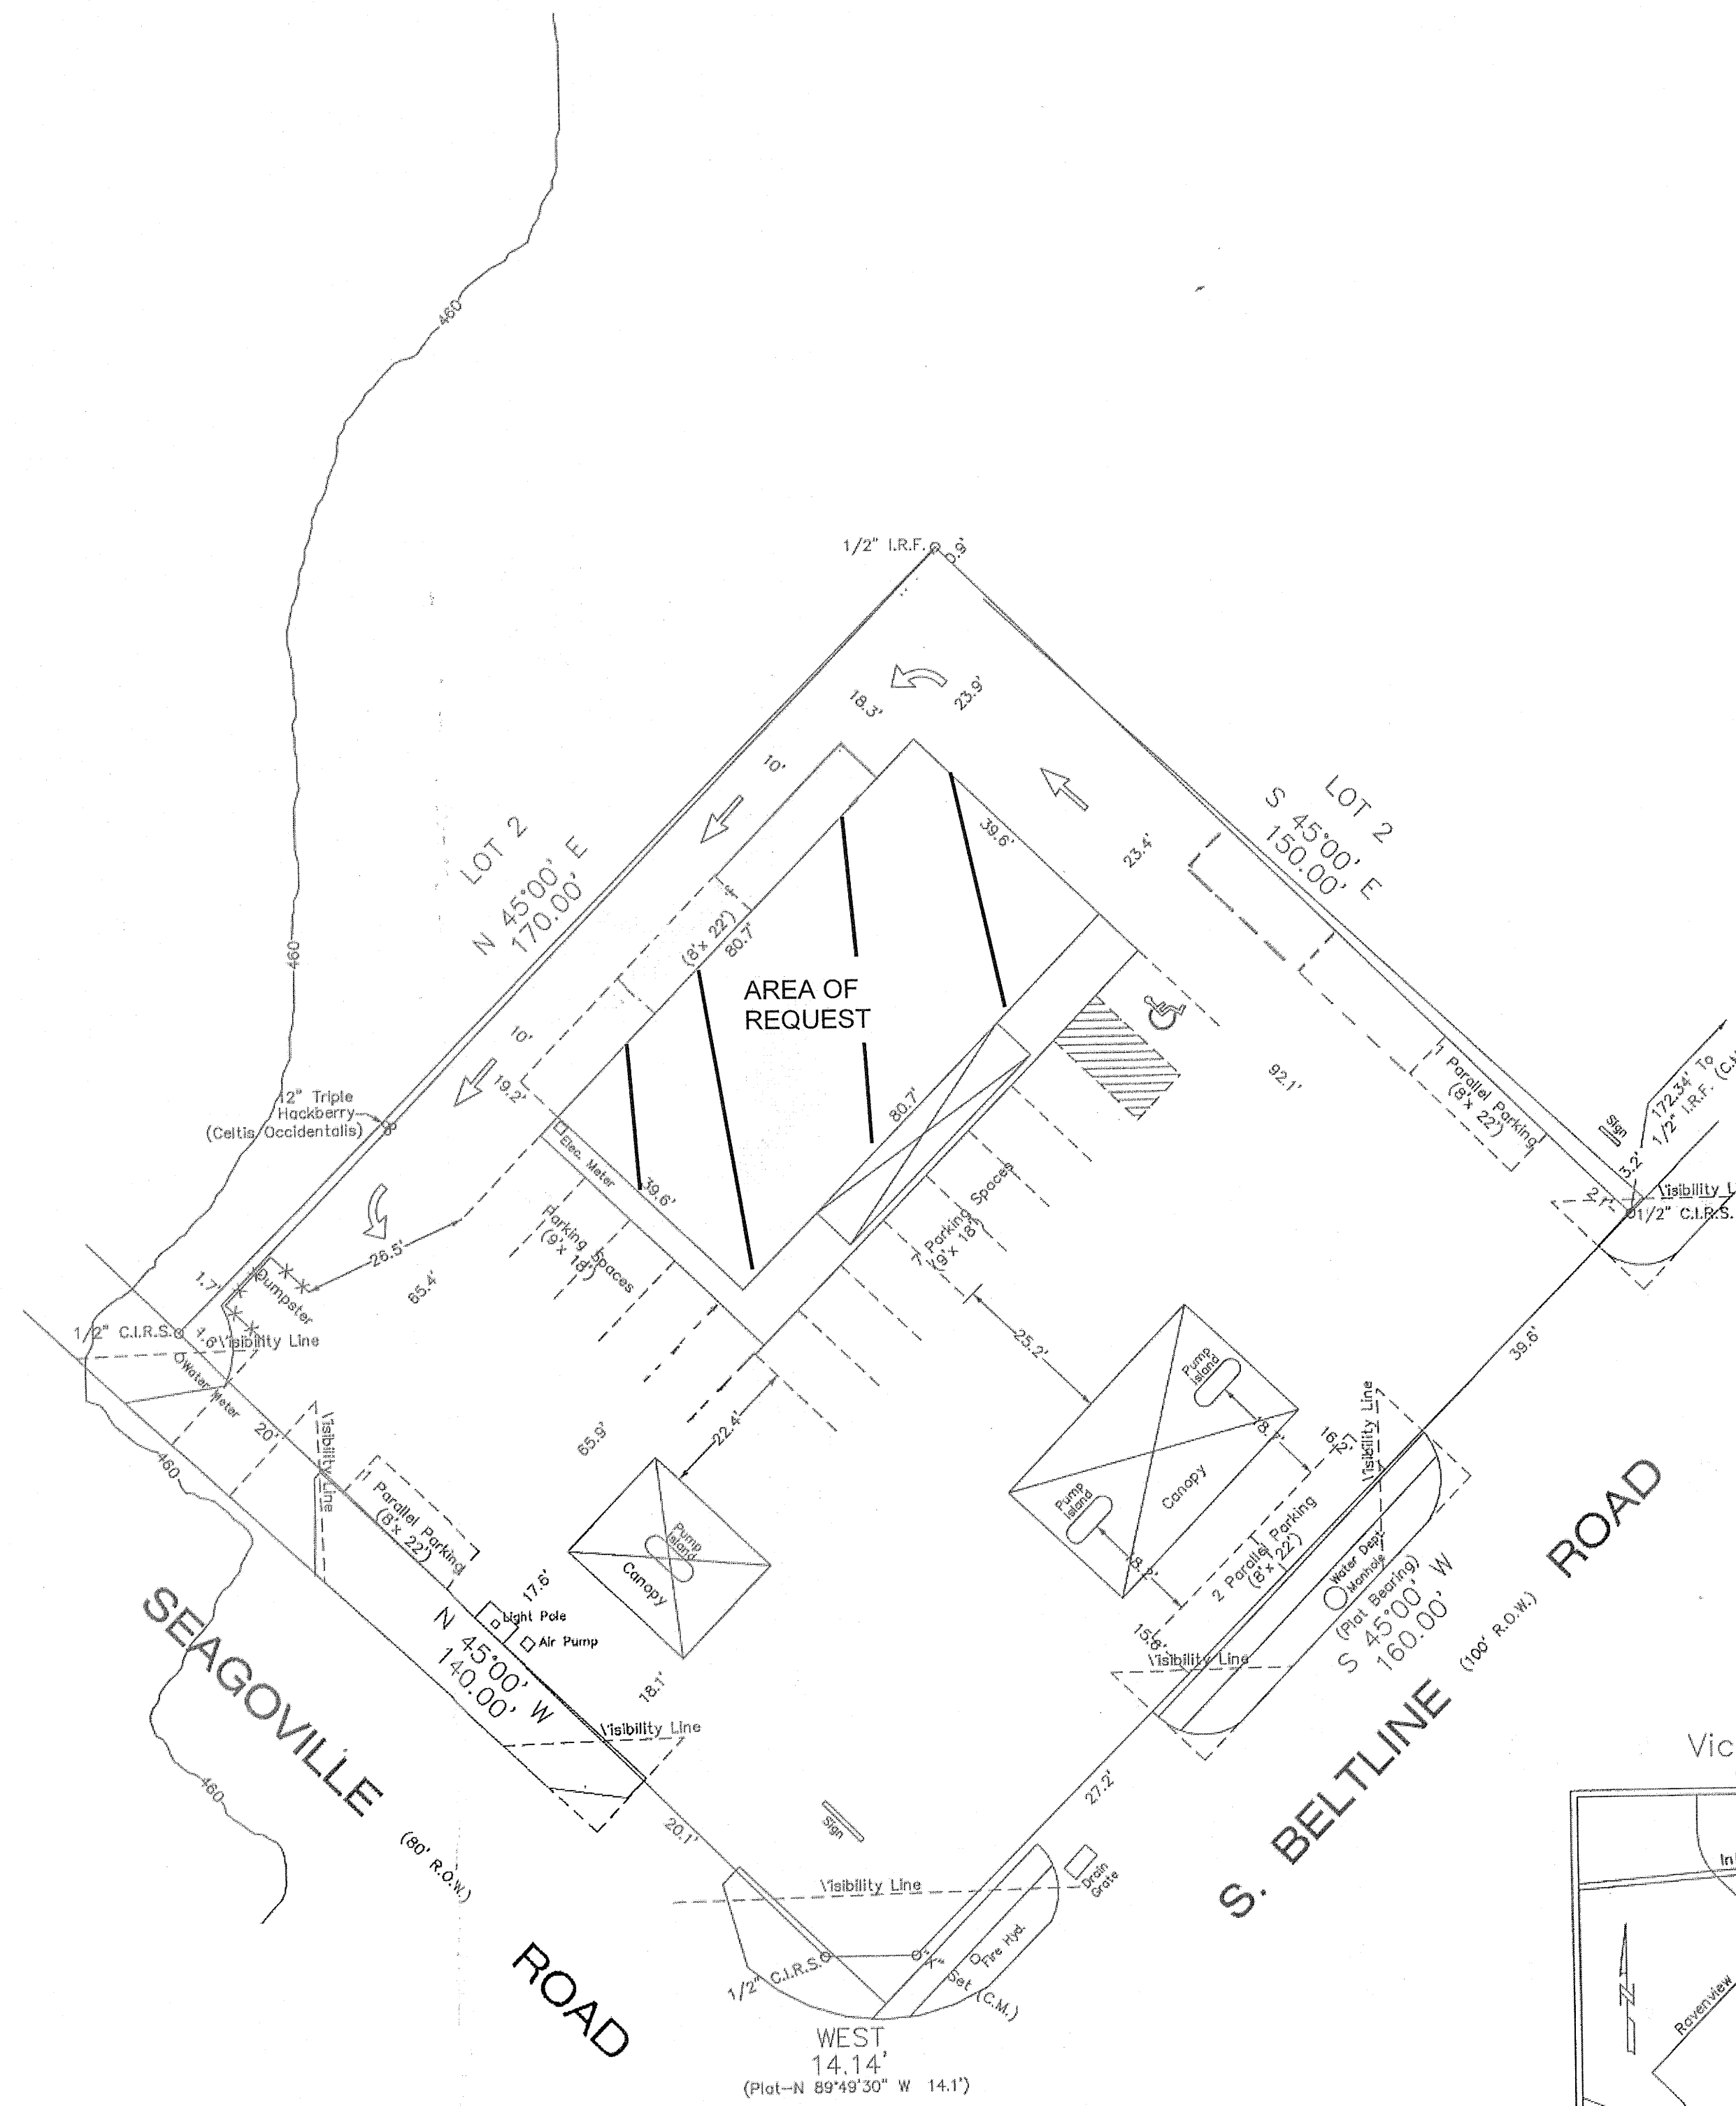 460
1/2" I.R.F.
0.9'
23.9'
18.3'
10'
LOT 2
N 45°00' E
170.00'
LOT 2
S 45°00' E
150.00'
39.6'
23.4'
(8'x 22')
80.7'
AREA OF
REQUEST
460
10'
19.2'
12" Triple
Hackberry
(Celtis Occidentalis)
Elec. Meter
39.6'
80.7'
92.1'
1 Parallel Parking
(8'x 22')
Sign
172.34' To
1/2" I.R.F.
3.2'
2.1'
Visibility
1/2" C.I.R.S.
Parking Spaces
(9'x 18')
7 Parking Spaces
(9'x 18')
26.5'
65.4'
1.7'
Dumpster
1/2" C.I.R.S.
4.6'
Visibility Line
Water Meter
20'
Visibility Line
460
25.2'
39.6'
22.4'
65.9'
Pump
Island
Pump
Island
Canopy
16.2'
Visibility Line
1 Parallel Parking
(8'x 22')
Pump
Island
Canopy
17.6'
Light Pole
Air Pump
N 45°00' W
140.00'
18.1'
Visibility Line
2 Parallel Parking
(8'x 22')
Water Dept
Manhole
(Plat Bearing)
S 45°00' W
160.00'
15.6'
Visibility Line
SEAGOVILLE
(80' R.O.W.)
ROAD
S. BELTLINE
(100' R.O.W.)
ROAD
460
20.1'
Sign
27.2'
Visibility Line
Drain
Grate
Fire Hyd.
1/2" C.I.R.S.
"X" Set (C.M.)
WEST
14.14'
(Plat-N 89°49'30" W 14.1')
Vic
In
N
Ravenview